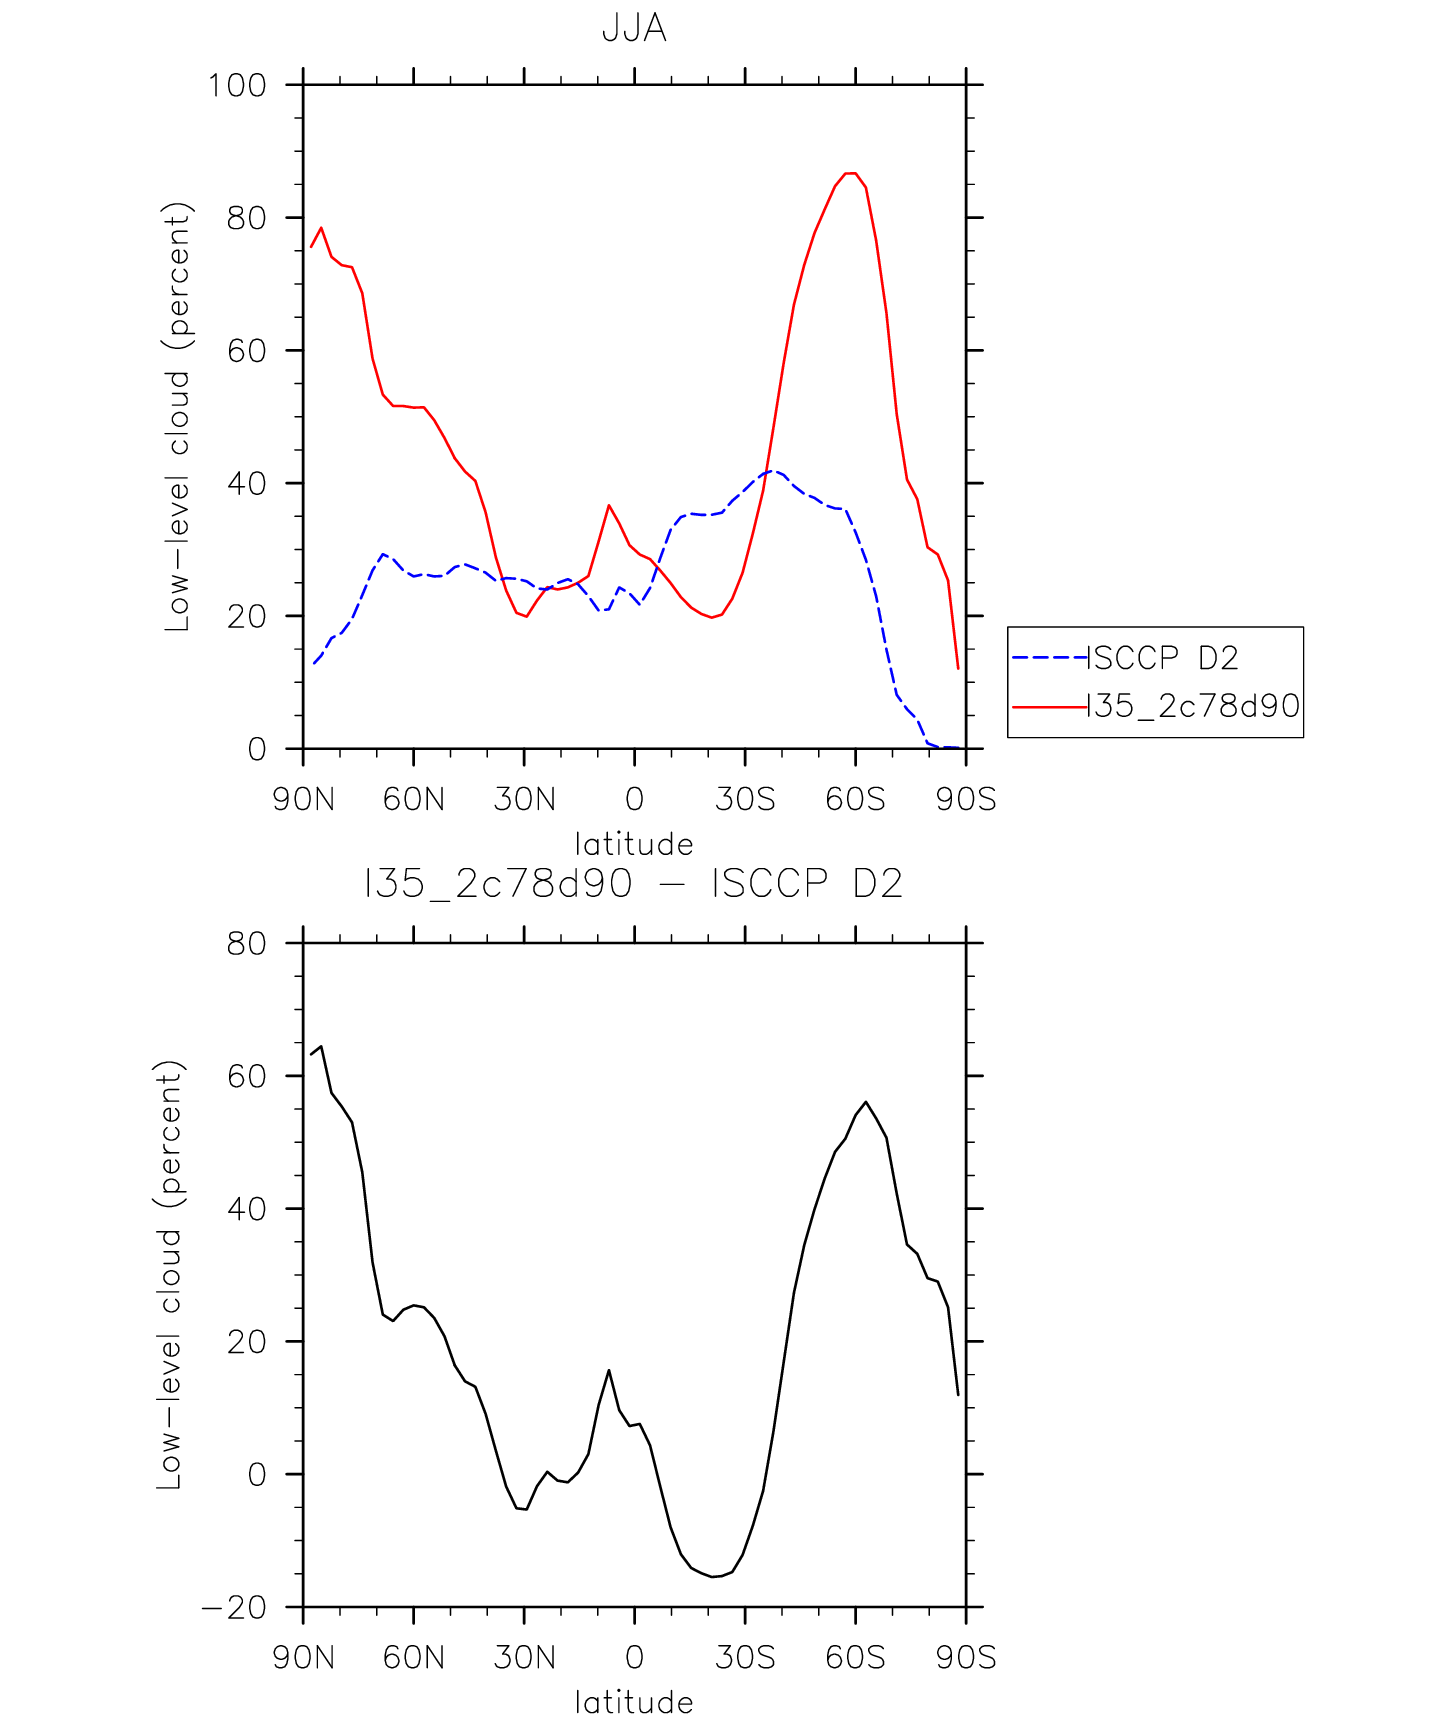 JJA
100
80
60
40
20
0
Low-level cloud (percent)
90N 60N 30N 0 30S 60S 90S
latitude
ISCCP D2
I35_2c78d90
I35_2c78d90 - ISCCP D2
80
60
40
20
0
-20
Low-level cloud (percent)
90N 60N 30N 0 30S 60S 90S
latitude